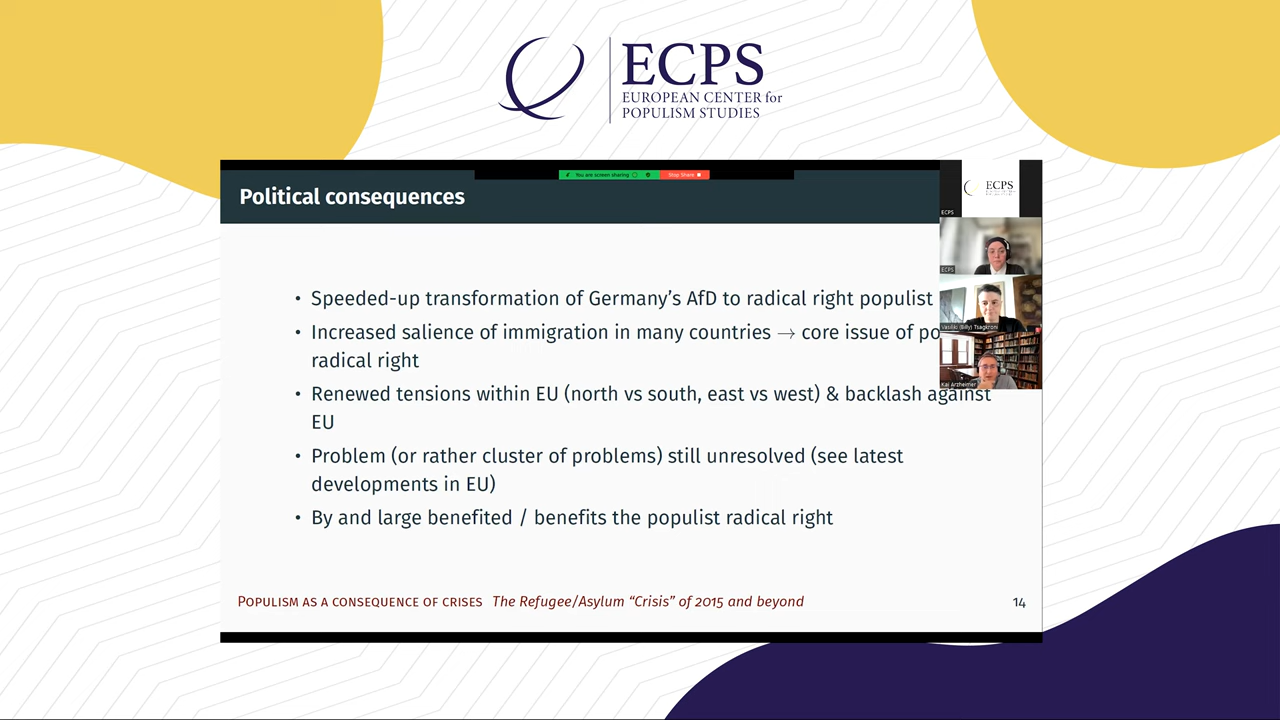 ECPS
EUROPEAN CENTER for
POPULISM STUDIES
You are screen sharing
Stop Share
Political consequences
ECPS
ECPS
ECPS
Vasiliki (Billy) Tsagkroni
Kai Arzheimer
• Speeded-up transformation of Germany's AfD to radical right populist
• Increased salience of immigration in many countries → core issue of
radical right
• Renewed tensions within EU (north vs south, east vs west) & backlash against
EU
• Problem (or rather cluster of problems) still unresolved (see latest
developments in EU)
• By and large benefited / benefits the populist radical right
POPULISM AS A CONSEQUENCE OF CRISES The Refugee/Asylum “Crisis” of 2015 and beyond
14